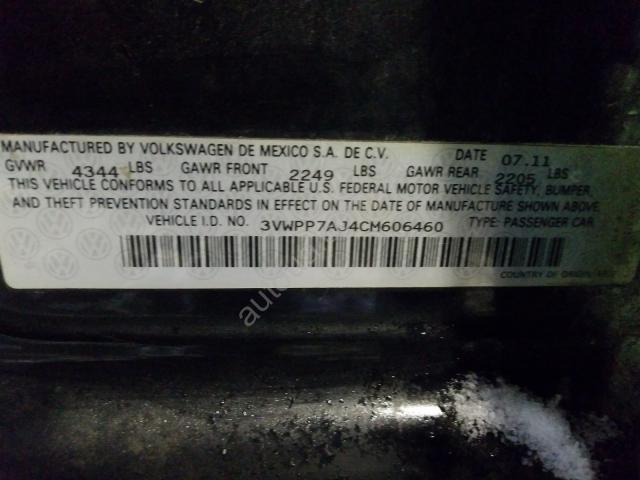 MANUFACTURED BY VOLKSWAGEN DE MEXICO S.A. DE C.V. DATE 07.11
GVWR 4344 LBS GAWR FRONT 2249 LBS GAWR REAR 2205 LBS
THIS VEHICLE CONFORMS TO ALL APPLICABLE U.S. FEDERAL MOTOR VEHICLE SAFETY, BUMPER,
AND THEFT PREVENTION STANDARDS IN EFFECT ON THE DATE OF MANUFACTURE SHOWN ABOVE.
VEHICLE I.D. NO. 3VWPP7AJ4CM606460 TYPE: PASSENGER CAR
COUNTRY OF ORIGIN: